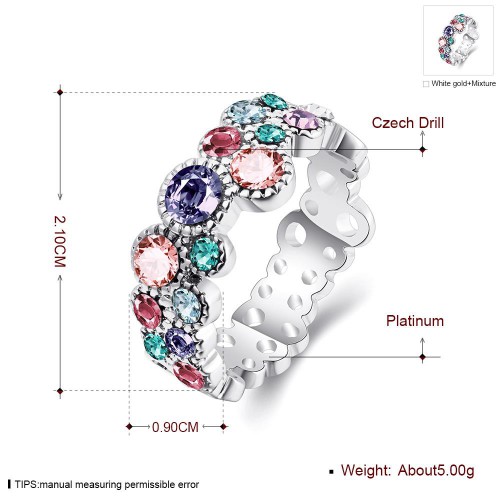 White gold+Mixture
Czech Drill
2.10CM
Platinum
0.90CM
Weight: About5.00g
TIPS:manual measuring permissible error